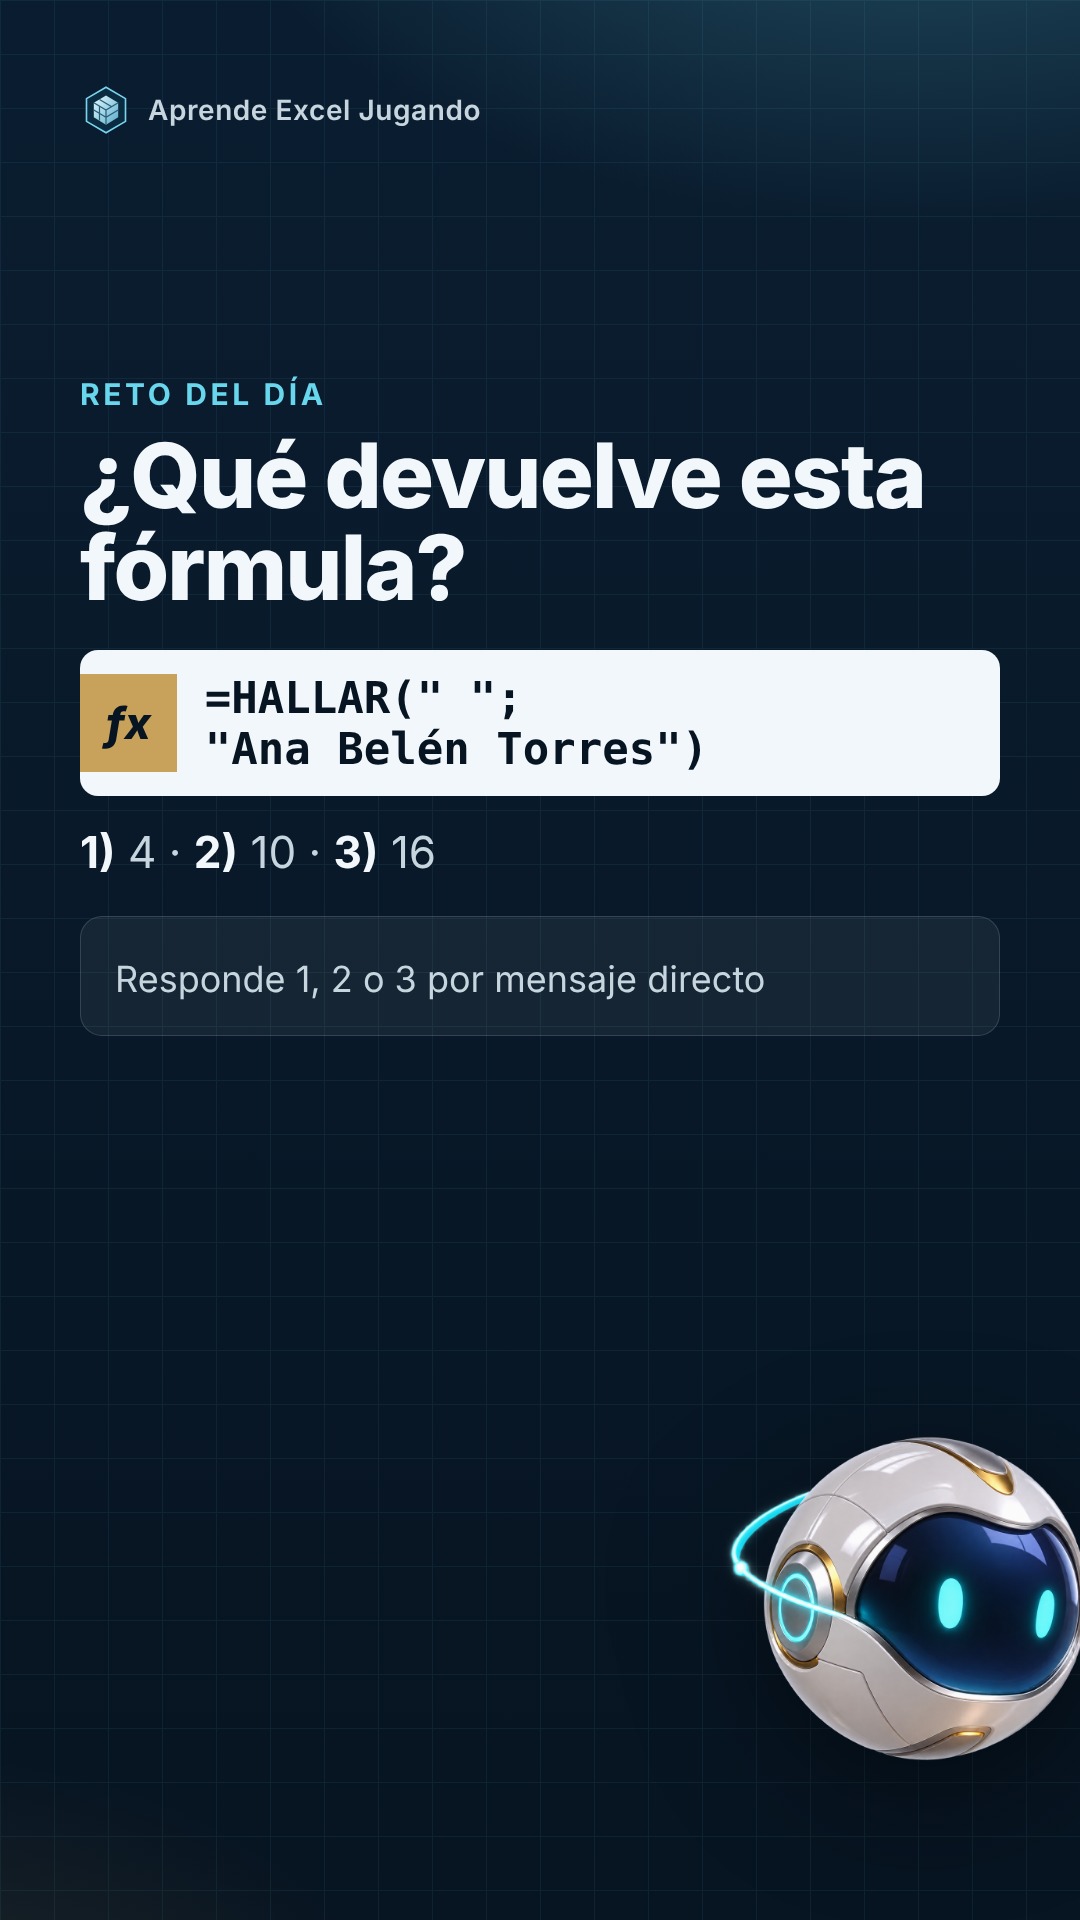 Aprende Excel Jugando
RETO DEL DÍA
¿Qué devuelve esta
fórmula?
fx
=HALLAR(" ";
"Ana Belén Torres")
1) 4 · 2) 10 · 3) 16
Responde 1, 2 o 3 por mensaje directo